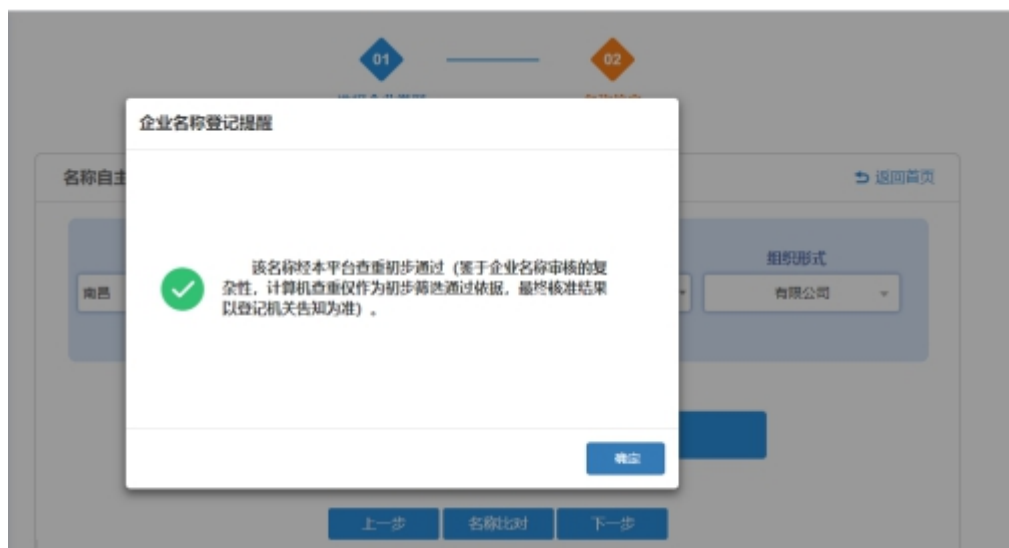 01
02
企业名称登记提醒
名称自主
返回首页
组织形式
南昌
有限公司
该名称经本平台查重初步通过（鉴于企业名称审核的复
杂性，计算机查重仅作为初步筛选通过依据，最终核准结果
以登记机关告知为准）。
确定
上一步
名称比对
下一步